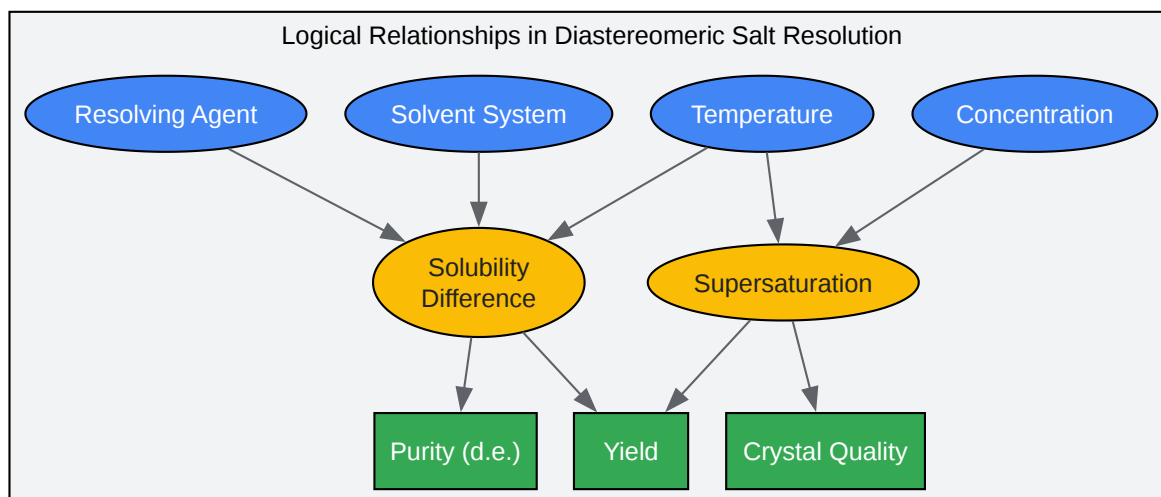 Logical Relationships in Diastereomeric Salt Resolution
Resolving Agent
Solvent System
Temperature
Concentration
Solubility
Difference
Supersaturation
Purity (d.e.)
Yield
Crystal Quality